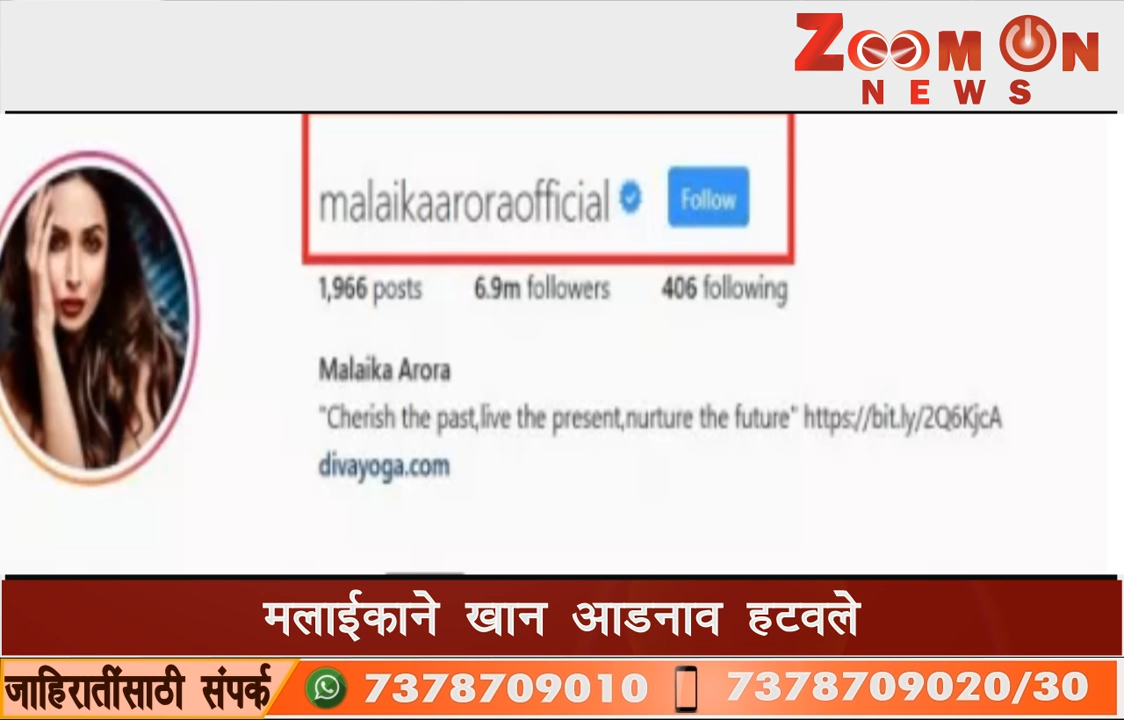 ZOOM ON
NEWS
malaikaaroraofficial Follow
1,966 posts 6.9m followers 406 following
Malaika Arora
"Cherish the past,live the present,nurture the future" https://bit.ly/2Q6KjcA
divayoga.com
मलाईकाने खान आडनाव हटवले
जाहिरातींसाठी संपर्क 7378709010 7378709020/30